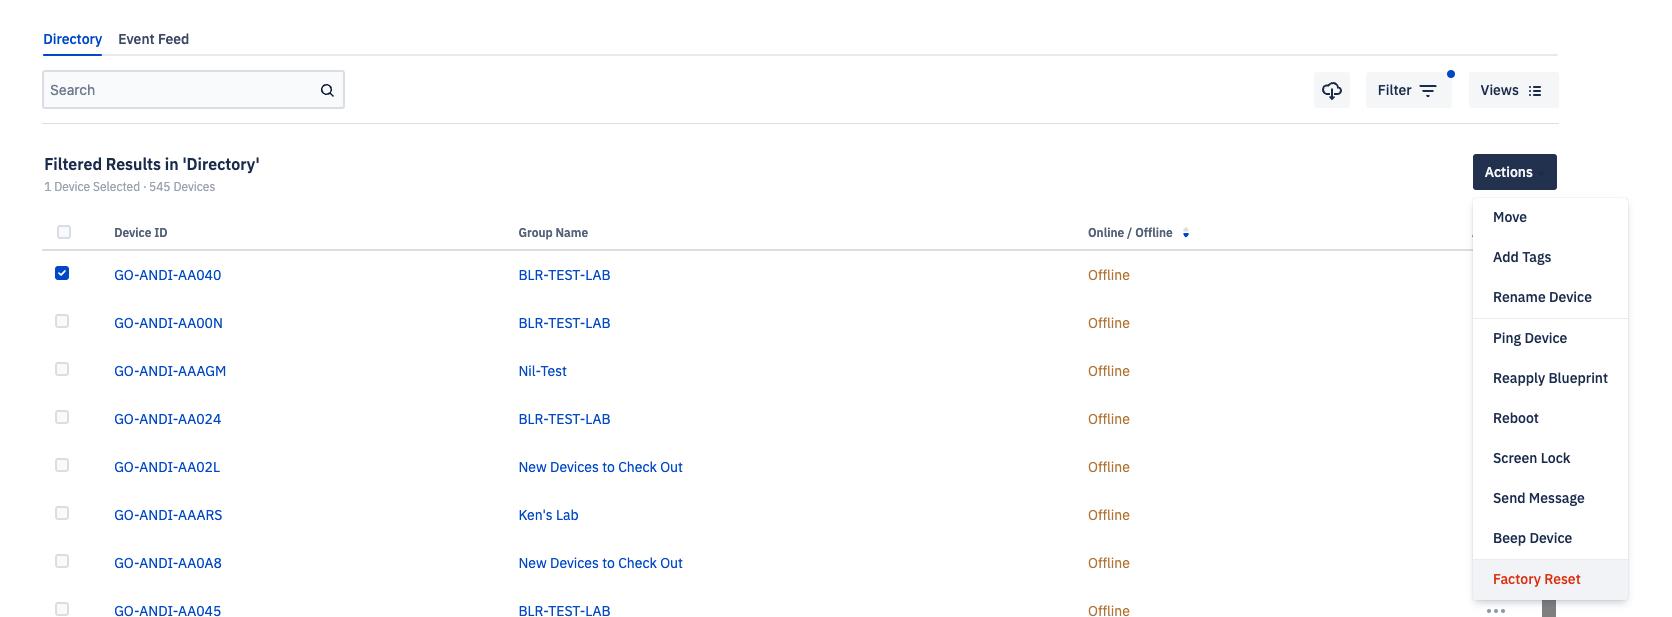 Directory Event Feed
Search
Filter Views
Filtered Results in 'Directory'
Actions
1 Device Selected · 545 Devices
Move
Device ID Group Name Online / Offline
Add Tags
GO-ANDI-AA040 BLR-TEST-LAB Offline
Rename Device
GO-ANDI-AA00N BLR-TEST-LAB Offline
Ping Device
GO-ANDI-AAAGM Nil-Test Offline
Reapply Blueprint
GO-ANDI-AA024 BLR-TEST-LAB Offline
Reboot
GO-ANDI-AA02L New Devices to Check Out Offline
Screen Lock
Send Message
GO-ANDI-AAARS Ken's Lab Offline
Beep Device
GO-ANDI-AA0A8 New Devices to Check Out Offline
Factory Reset
GO-ANDI-AA045 BLR-TEST-LAB Offline